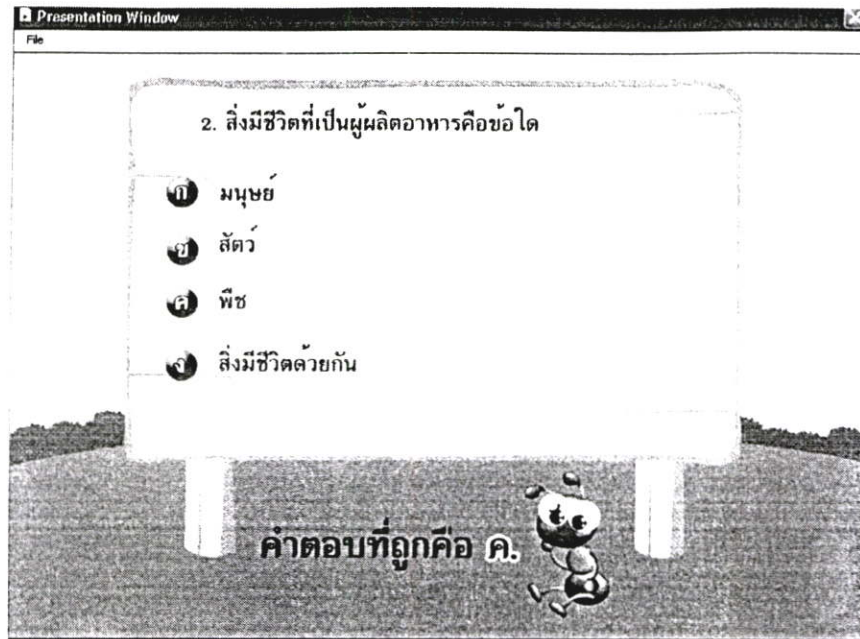 Presentation Window
File
2. สิ่งมีชีวิตที่เป็นผู้ผลิตอาหารคือข้อใด
ก มนุษย์
ข สัตว์
ค พืช
ง สิ่งมีชีวิตด้วยกัน
คำตอบที่ถูกคือ ค.